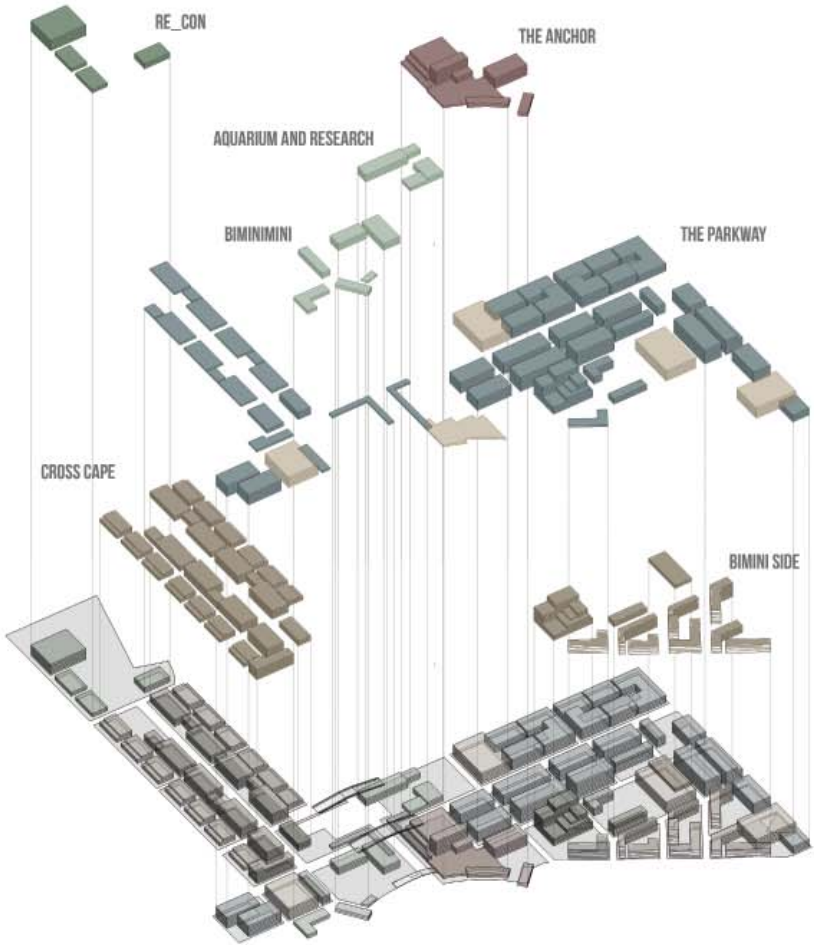 RE_CON
THE ANCHOR
AQUARIUM AND RESEARCH
BIMINIMINI
THE PARKWAY
CROSS CAPE
BIMINI SIDE